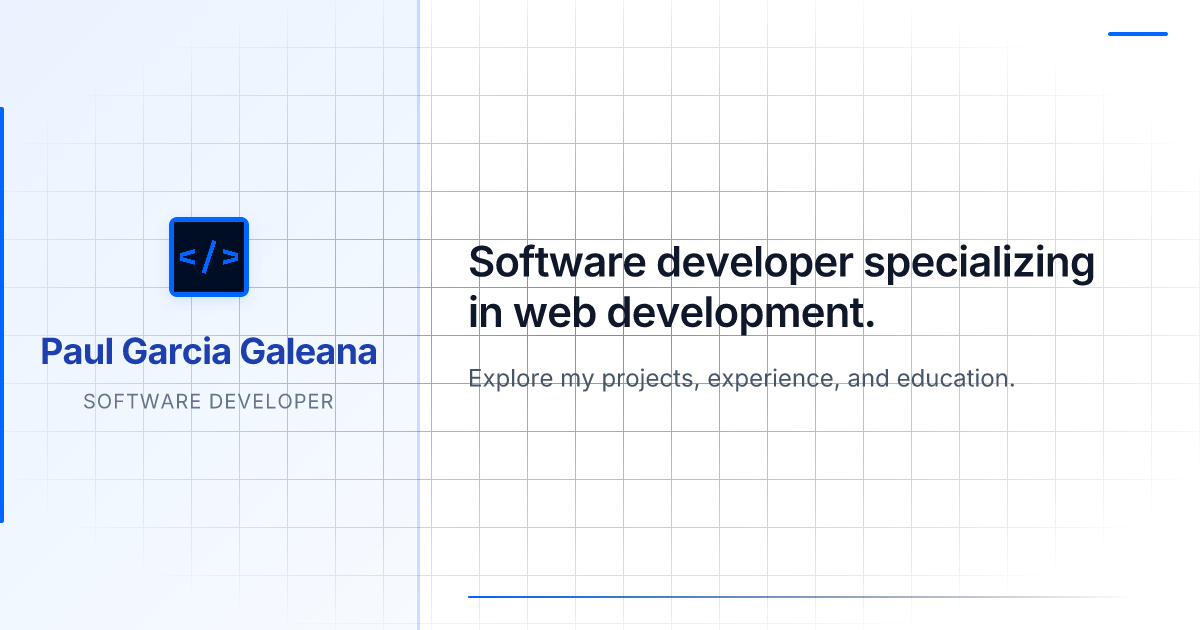 </>
Paul Garcia Galeana
SOFTWARE DEVELOPER
Software developer specializing
in web development.
Explore my projects, experience, and education.